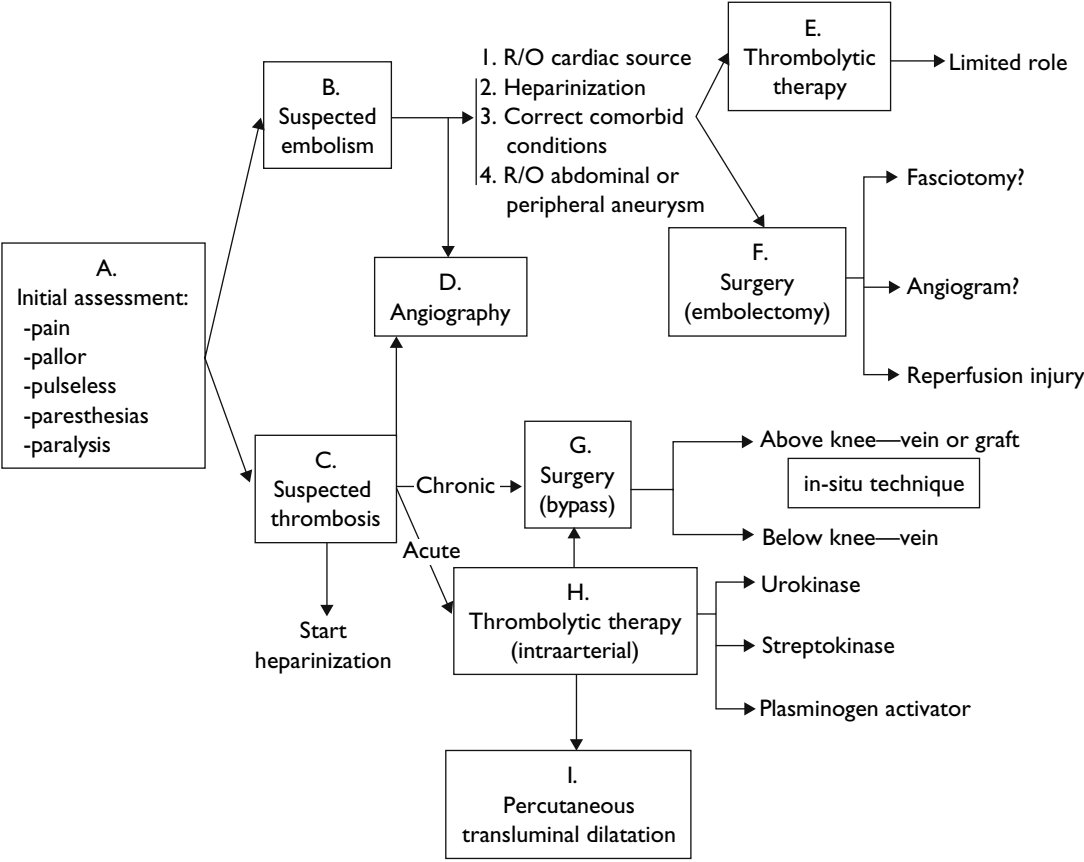 A.
Initial assessment:
-pain
-pallor
-pulseless
-paresthesias
-paralysis
B.
Suspected
embolism
1. R/O cardiac source
2. Heparinization
3. Correct comorbid
conditions
4. R/O abdominal or
peripheral aneurysm
E.
Thrombolytic
therapy
Limited role
F.
Surgery
(embolectomy)
Fasciotomy?
Angiogram?
Reperfusion injury
D.
Angiography
C.
Suspected
thrombosis
Start
heparinization
Chronic
Acute
G.
Surgery
(bypass)
Above knee—vein or graft
in-situ technique
Below knee—vein
H.
Thrombolytic therapy
(intraarterial)
Urokinase
Streptokinase
Plasminogen activator
I.
Percutaneous
transluminal dilatation